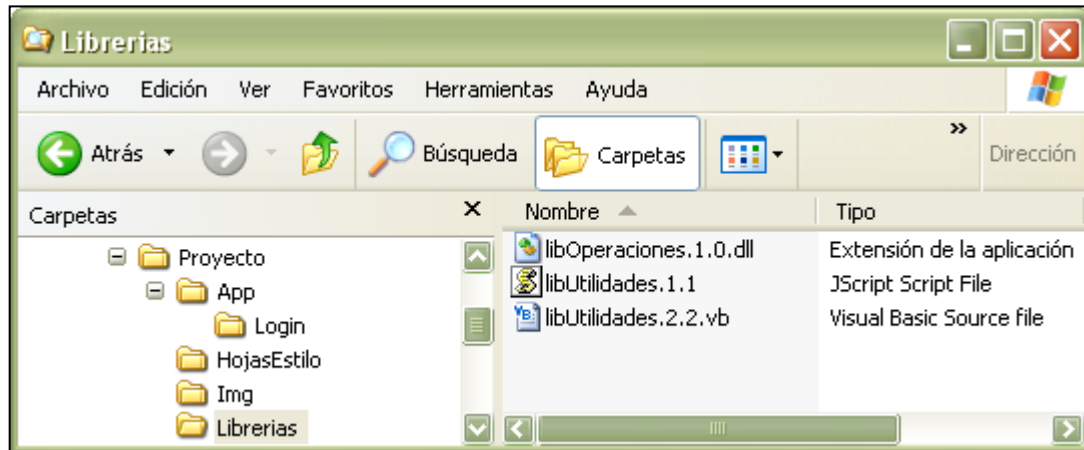 Librerias
Archivo Edición Ver Favoritos Herramientas Ayuda
Atrás Búsqueda Carpetas » Dirección
Carpetas
Proyecto
App
Login
HojasEstilo
Img
Librerias
Nombre Tipo
libOperaciones.1.0.dll Extensión de la aplicación
libUtilidades.1.1 JScript Script File
libUtilidades.2.2.vb Visual Basic Source file